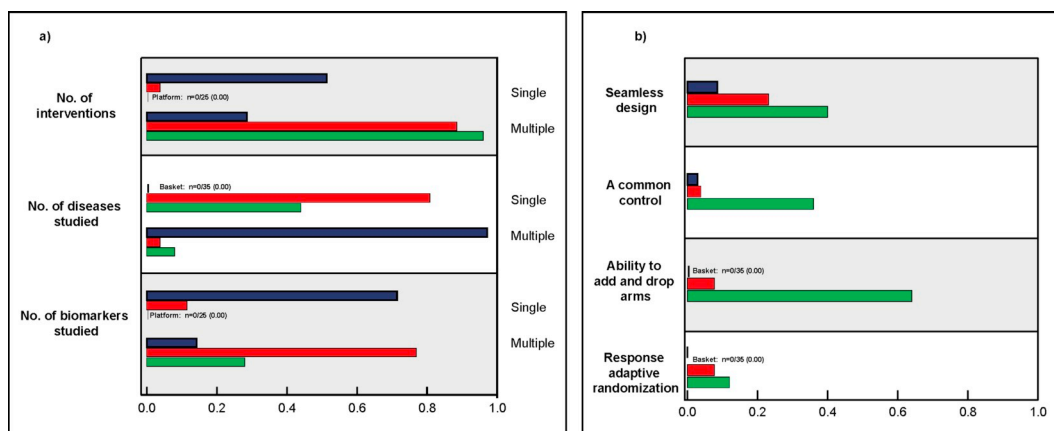 a)
No. of
interventions
Platform: n=0/25 (0.00)
Single
Multiple
No. of diseases
studied
Basket: n=0/35 (0.00)
Single
Multiple
No. of biomarkers
studied
Platform: n=0/25 (0.00)
Single
Multiple
0.0 0.2 0.4 0.6 0.8 1.0
b)
Seamless
design
A common
control
Ability to
add and drop
arms
Basket: n=0/35 (0.00)
Response
adaptive
randomization
Basket: n=0/35 (0.00)
0.0 0.2 0.4 0.6 0.8 1.0